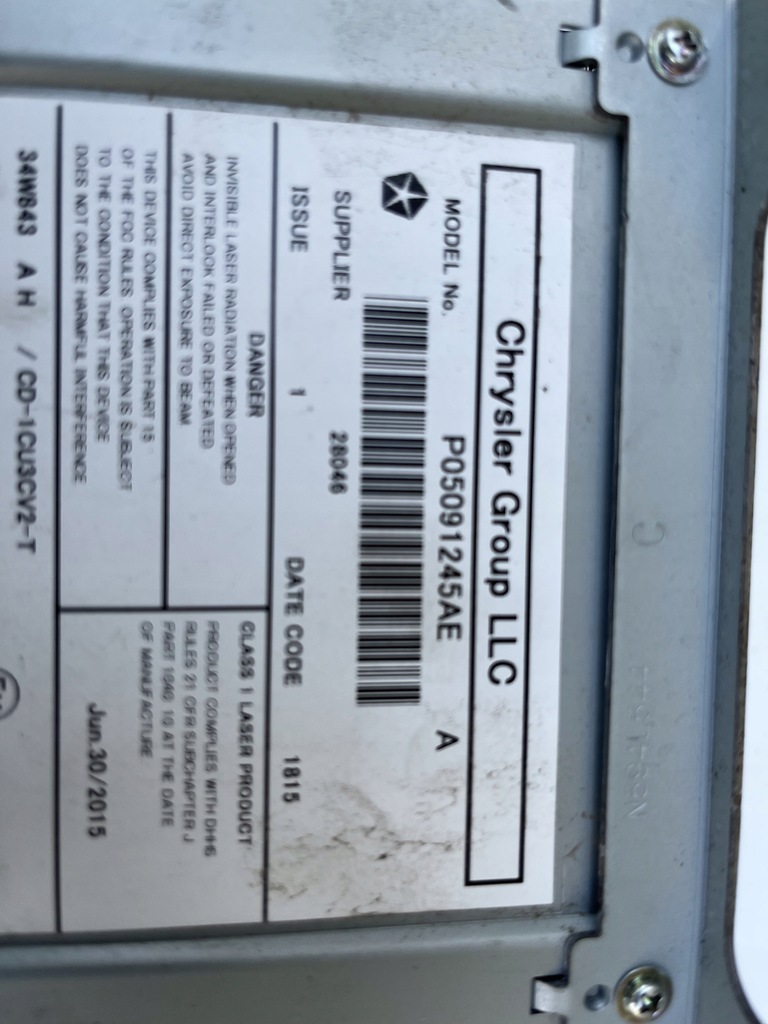 Chrysler Group LLC
MODEL No. P05091245AE A
SUPPLIER 28046
ISSUE 1 DATE CODE 1815
DANGER
INVISIBLE LASER RADIATION WHEN OPENED
AND INTERLOCK FAILED OR DEFEATED
AVOID DIRECT EXPOSURE TO BEAM
THIS DEVICE COMPLIES WITH PART 15
OF THE FCC RULES OPERATION IS SUBJECT
TO THE CONDITION THAT THIS DEVICE
DOES NOT CAUSE HARMFUL INTERFERENCE
CLASS 1 LASER PRODUCT
PRODUCT COMPLIES WITH DHHS
RULES 21 CFR SUBCHAPTER J
PART 1040 10 AT THE DATE
OF MANUFACTURE
Jun.30/2015
34W843 A H / CD-1CU3CV2-T